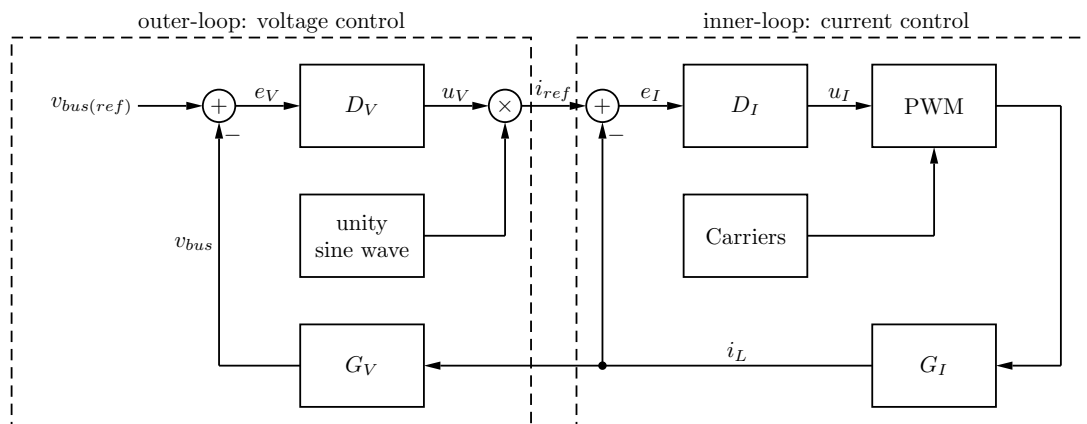 outer-loop: voltage control
inner-loop: current control
v_{bus(ref)}
+
−
e_V
D_V
u_V
×
i_{ref}
+
−
e_I
D_I
u_I
PWM
unity
sine wave
Carriers
v_{bus}
G_V
i_L
G_I